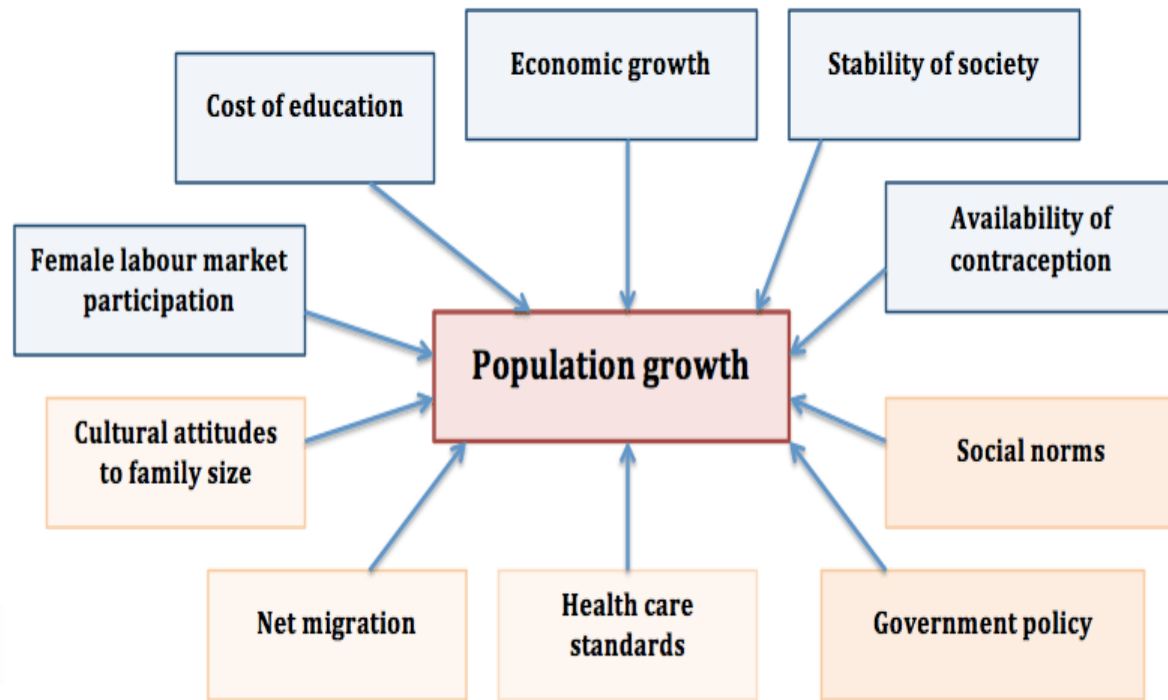 Economic growth
Stability of society
Cost of education
Availability of
contraception
Female labour market
participation
Population growth
Cultural attitudes
to family size
Social norms
Net migration
Health care
standards
Government policy